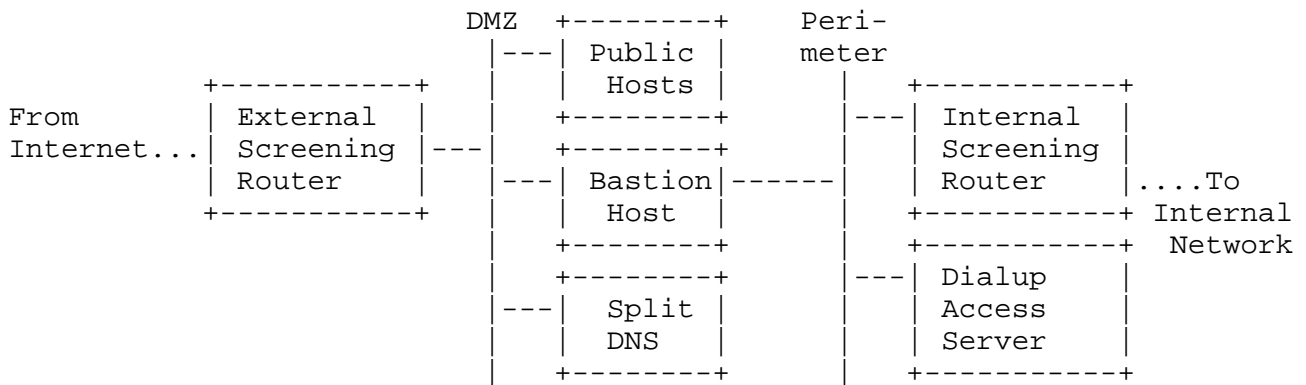 DMZ
Peri-
meter
Public
Hosts
From
Internet...
External
Screening
Router
Internal
Screening
Router
....To
Internal
Network
Bastion
Host
Split
DNS
Dialup
Access
Server